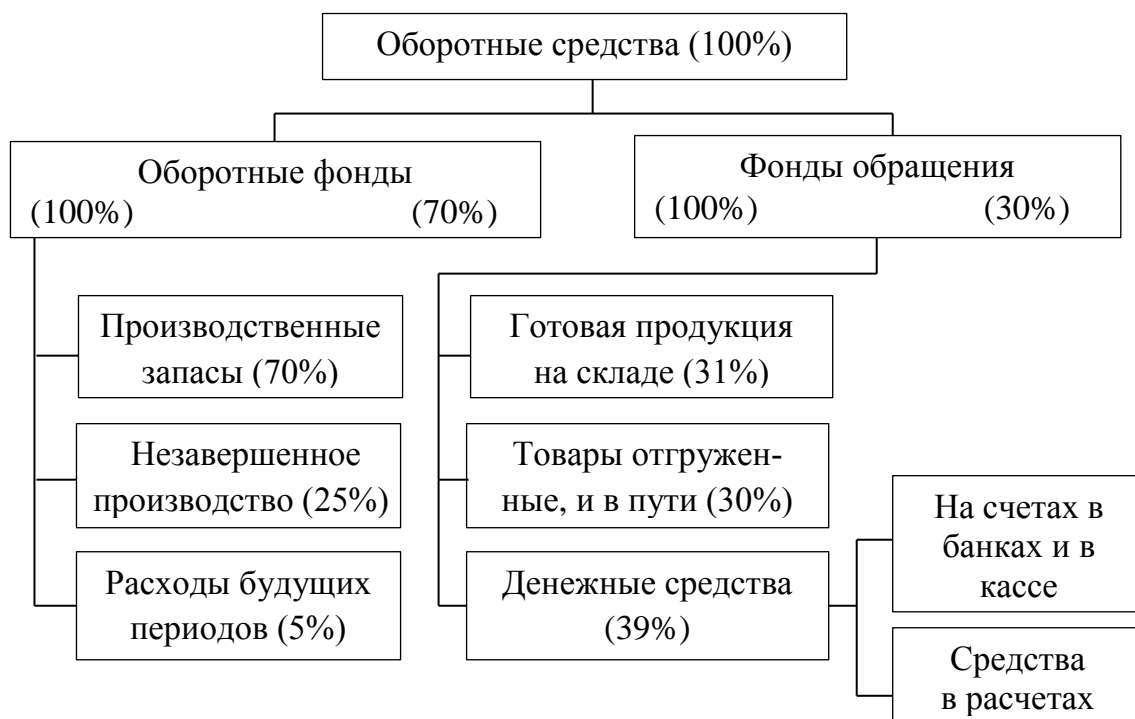 Оборотные средства (100%)
Оборотные фонды
(100%) (70%)
Фонды обращения
(100%) (30%)
Производственные
запасы (70%)
Незавершенное
производство (25%)
Расходы будущих
периодов (5%)
Готовая продукция
на складе (31%)
Товары отгружен-
ные, и в пути (30%)
Денежные средства
(39%)
На счетах в
банках и в
кассе
Средства
в расчетах